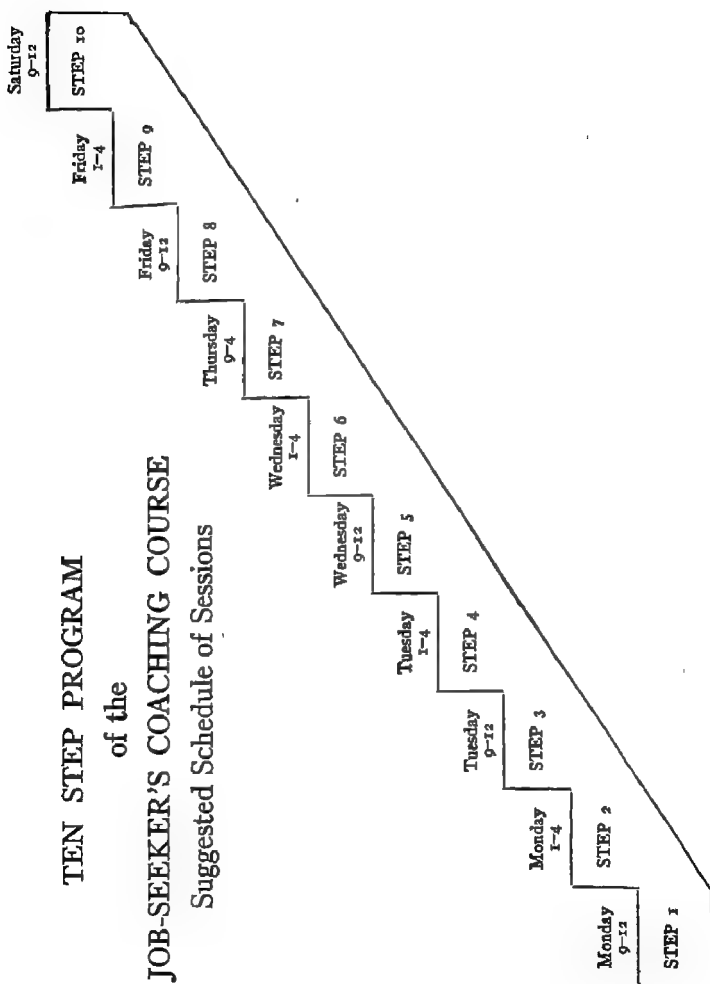 TEN STEP PROGRAM
of the
JOB-SEEKER'S COACHING COURSE
Suggested Schedule of Sessions
Monday
9-12
STEP 1
Monday
1-4
STEP 2
Tuesday
9-12
STEP 3
Tuesday
1-4
STEP 4
Wednesday
9-12
STEP 5
Wednesday
1-4
STEP 6
Thursday
9-4
STEP 7
Friday
9-12
STEP 8
Friday
1-4
STEP 9
Saturday
9-12
STEP 10